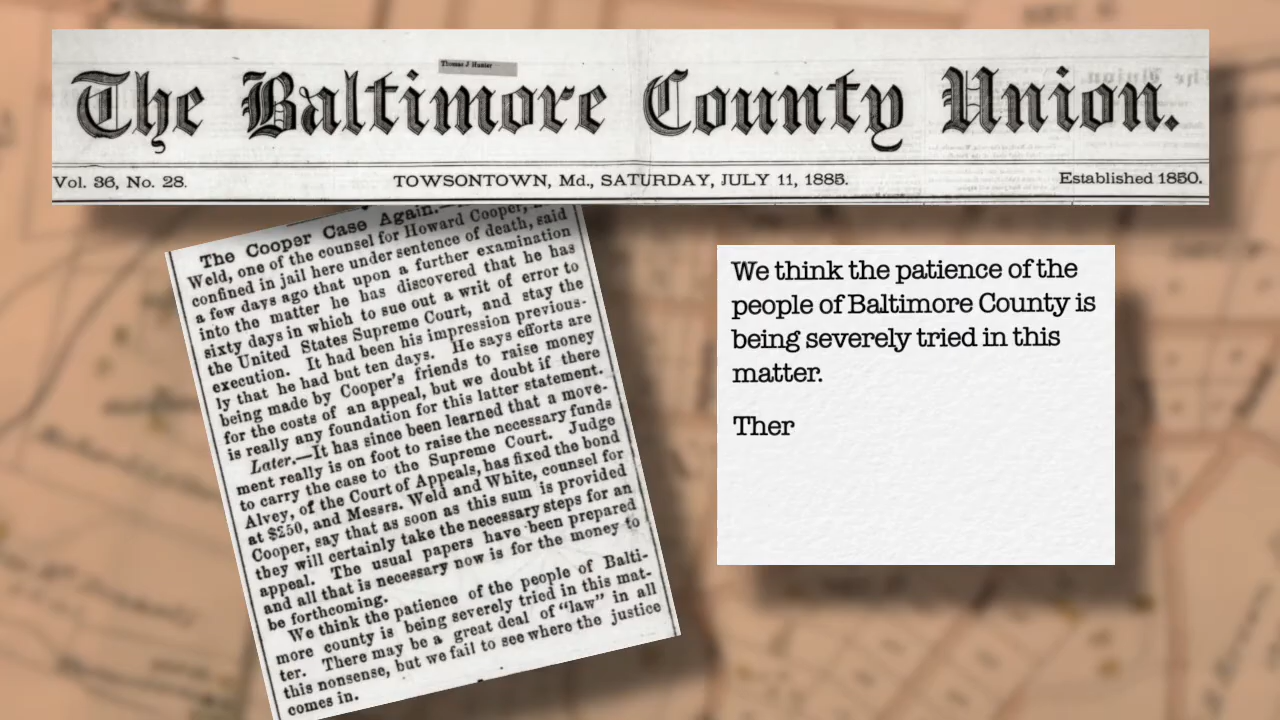 Thomas J Hunter
The Baltimore County Union.
Vol. 36, No. 28.
TOWSONTOWN, Md., SATURDAY, JULY 11, 1885.
Established 1850.
The Cooper Case Again.—
Weld, one of the counsel for Howard Cooper,
confined in jail here under sentence of death, said
a few days ago that upon a further examination
into the matter he has discovered that he has
sixty days in which to sue out a writ of error to
the United States Supreme Court, and stay the
execution. It had been his impression previous-
ly that he had but ten days. He says efforts are
being made by Cooper's friends to raise money
for the costs of an appeal, but we doubt if there
is really any foundation for this latter statement.
Later.—It has since been learned that a move-
ment really is on foot to raise the necessary funds
to carry the case to the Supreme Court. Judge
Alvey, of the Court of Appeals, has fixed the bond
at $250, and Messrs. Weld and White, counsel for
Cooper, say that as soon as this sum is provided
they will certainly take the necessary steps for an
appeal. The usual papers have been prepared
and all that is necessary now is for the money to
be forthcoming.
We think the patience of the people of Balti-
more county is being severely tried in this mat-
ter. There may be a great deal of "law" in all
this nonsense, but we fail to see where the justice
comes in.
We think the patience of the
people of Baltimore County is
being severely tried in this
matter.
Ther